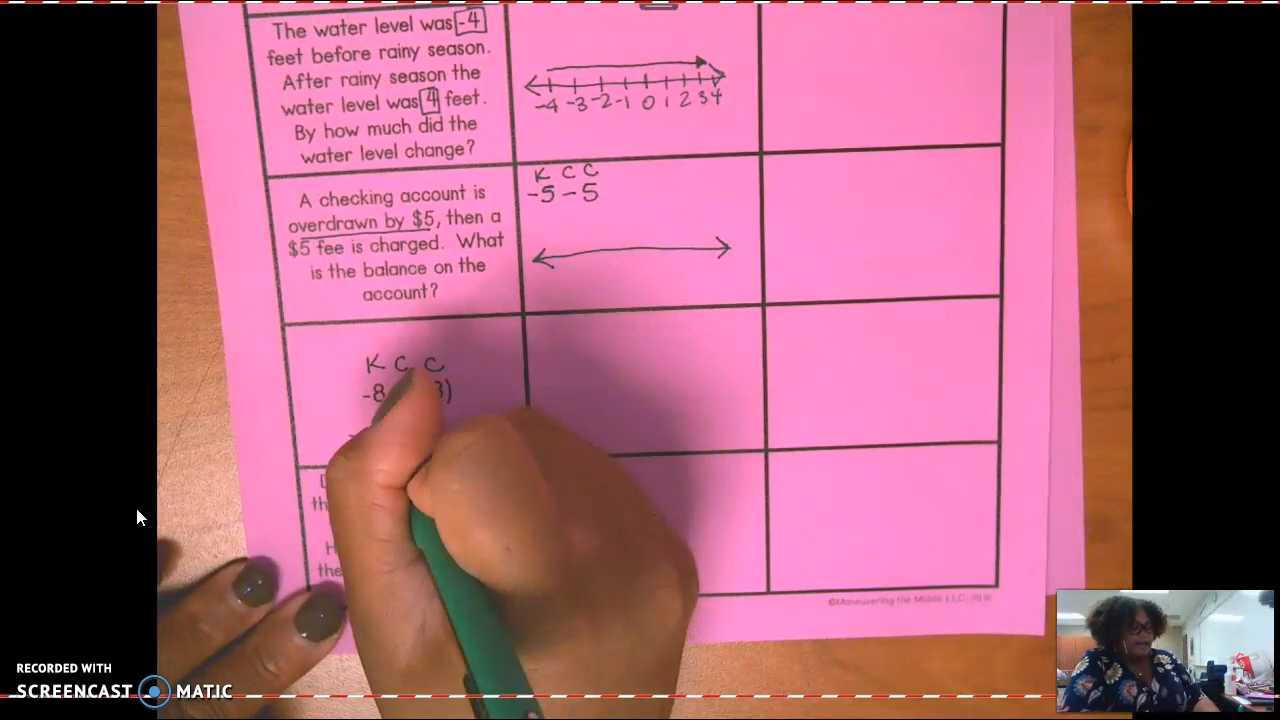 The water level was -4
feet before rainy season.
After rainy season the
water level was 4 feet.
By how much did the
water level change?
-4 -3 -2 -1 0 1 2 3 4
A checking account is
overdrawn by $5, then a
$5 fee is charged. What
is the balance on the
account?
K C C
-5 - 5
K C C
-8
©Maneuvering the Middle LLC,
RECORDED WITH
SCREENCAST MATIC